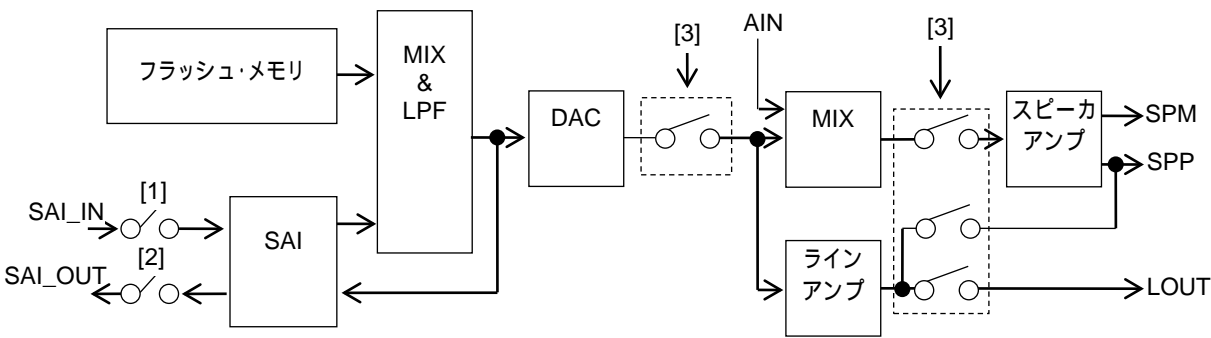 フラッシュ・メモリ
MIX
&
LPF
DAC
[3]
AIN
MIX
[3]
スピーカ
アンプ
SPM
SPP
SAI_IN
[1]
SAI
SAI_OUT
[2]
ライン
アンプ
LOUT